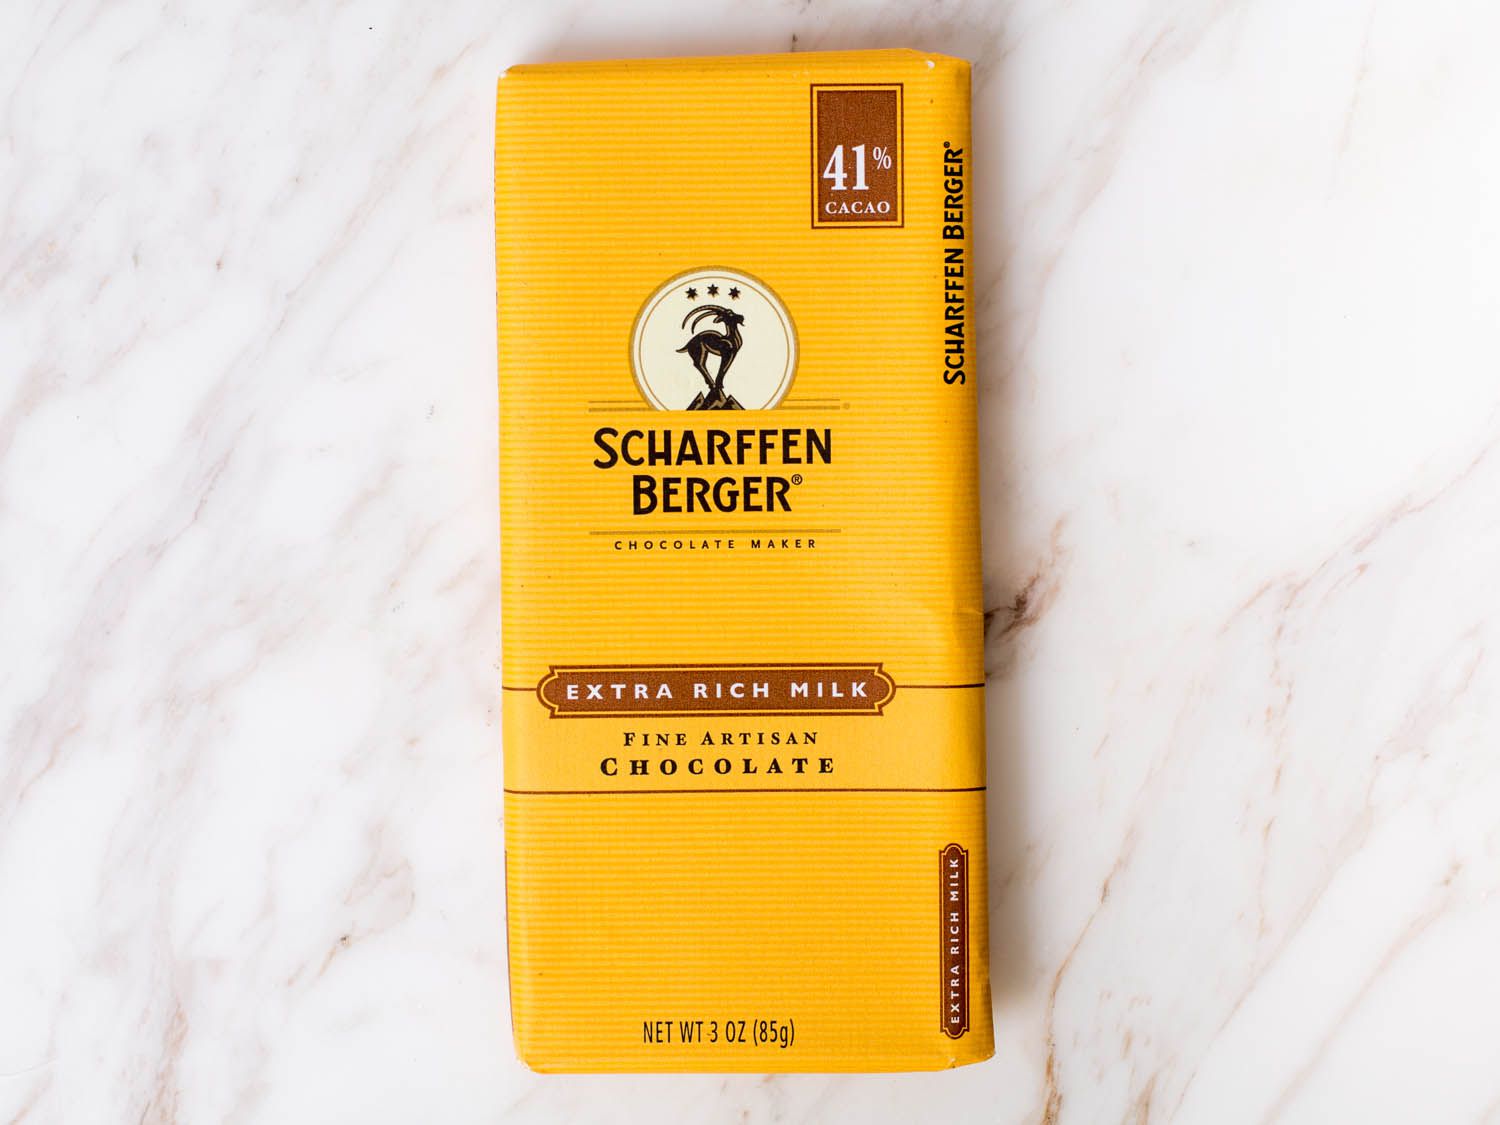 41%
CACAO
SCHARFFEN
BERGER®
CHOCOLATE MAKER
EXTRA RICH MILK
FINE ARTISAN
CHOCOLATE
NET WT 3 OZ (85g)
SCHARFFEN BERGER®
EXTRA RICH MILK